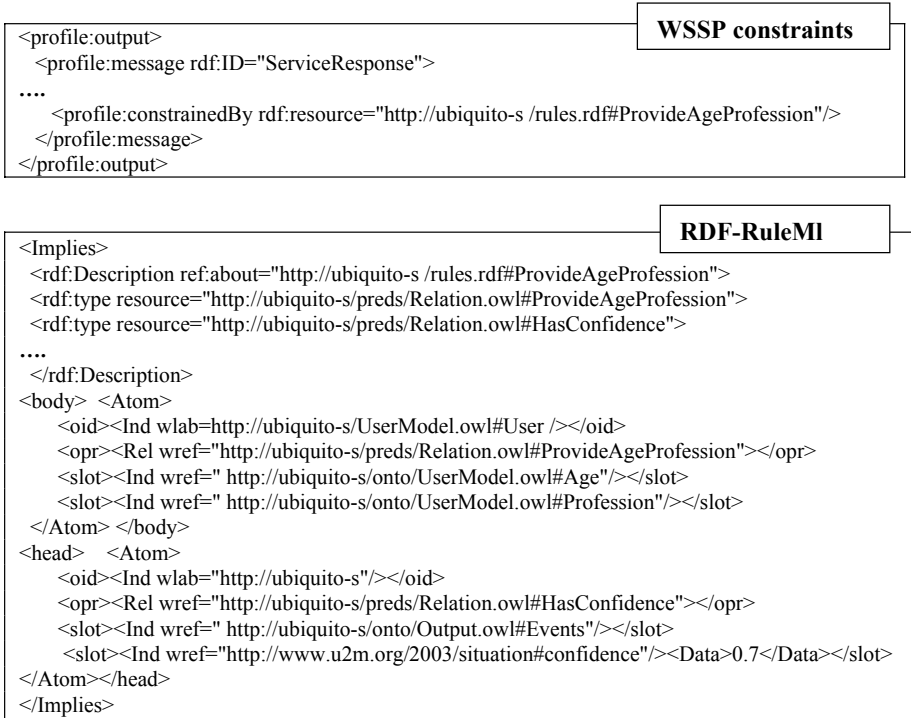 WSSP constraints
<profile:output>
<profile:message rdf:ID="ServiceResponse">
....
<profile:constrainedBy rdf:resource="http://ubiquito-s /rules.rdf#ProvideAgeProfession"/>
</profile:message>
</profile:output>
RDF-RuleMl
<Implies>
<rdf:Description ref:about="http://ubiquito-s /rules.rdf#ProvideAgeProfession">
<rdf:type resource="http://ubiquito-s/preds/Relation.owl#ProvideAgeProfession">
<rdf:type resource="http://ubiquito-s/preds/Relation.owl#HasConfidence">
....
</rdf:Description>
<body> <Atom>
<oid><Ind wlab=http://ubiquito-s/UserModel.owl#User /></oid>
<opr><Rel wref="http://ubiquito-s/preds/Relation.owl#ProvideAgeProfession"></opr>
<slot><Ind wref=" http://ubiquito-s/onto/UserModel.owl#Age"/></slot>
<slot><Ind wref=" http://ubiquito-s/onto/UserModel.owl#Profession"/></slot>
</Atom> </body>
<head> <Atom>
<oid><Ind wlab="http://ubiquito-s"/></oid>
<opr><Rel wref="http://ubiquito-s/preds/Relation.owl#HasConfidence"></opr>
<slot><Ind wref=" http://ubiquito-s/onto/Output.owl#Events"/></slot>
<slot><Ind wref="http://www.u2m.org/2003/situation#confidence"/><Data>0.7</Data></slot>
</Atom></head>
</Implies>